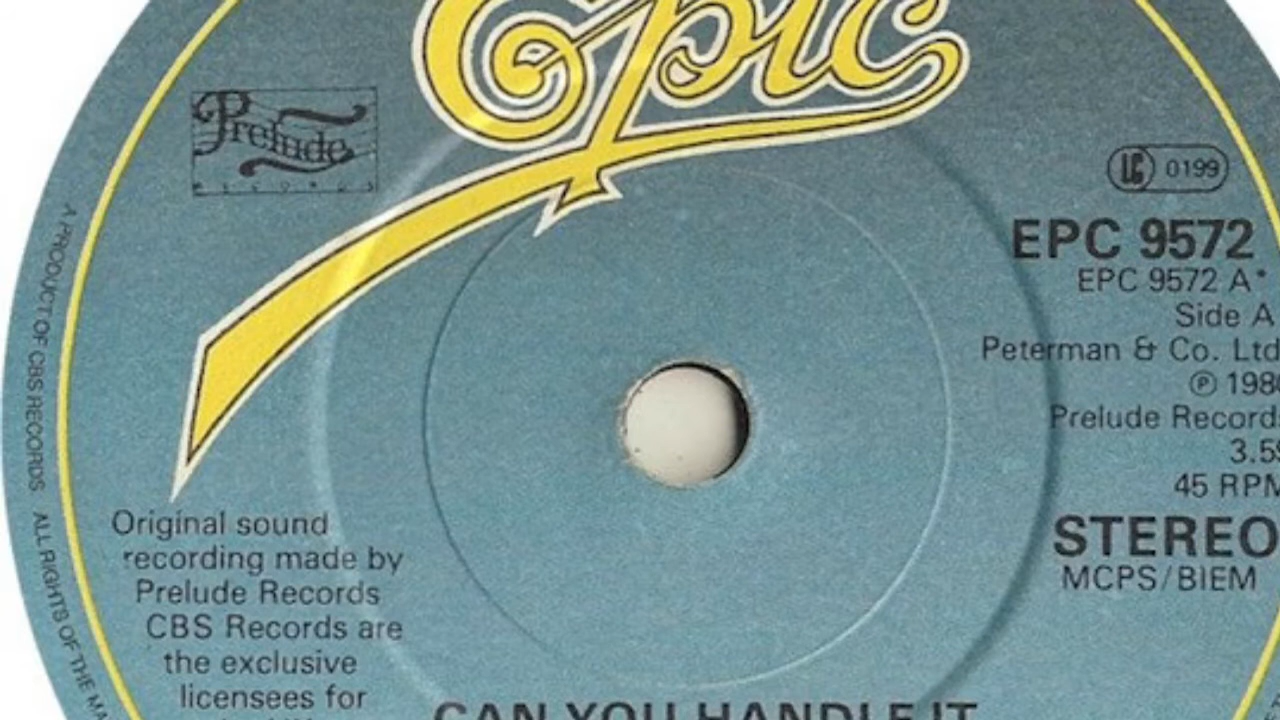 Epic
Prelude
RECORDS
LC 0199
EPC 9572
EPC 9572 A*
Side A
Peterman & Co. Ltd
℗ 198
Prelude Record
3.5
45 RPM
STEREO
MCPS/BIEM
Original sound
recording made by
Prelude Records
CBS Records are
the exclusive
licensees for
CAN YOU HANDLE IT
A PRODUCT OF CBS RECORDS ALL RIGHTS OF THE MA